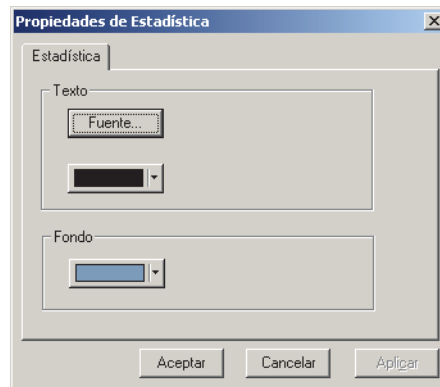 Propiedades de Estadística
Estadística
Texto
Fuente...
Fondo
Aceptar Cancelar Aplicar